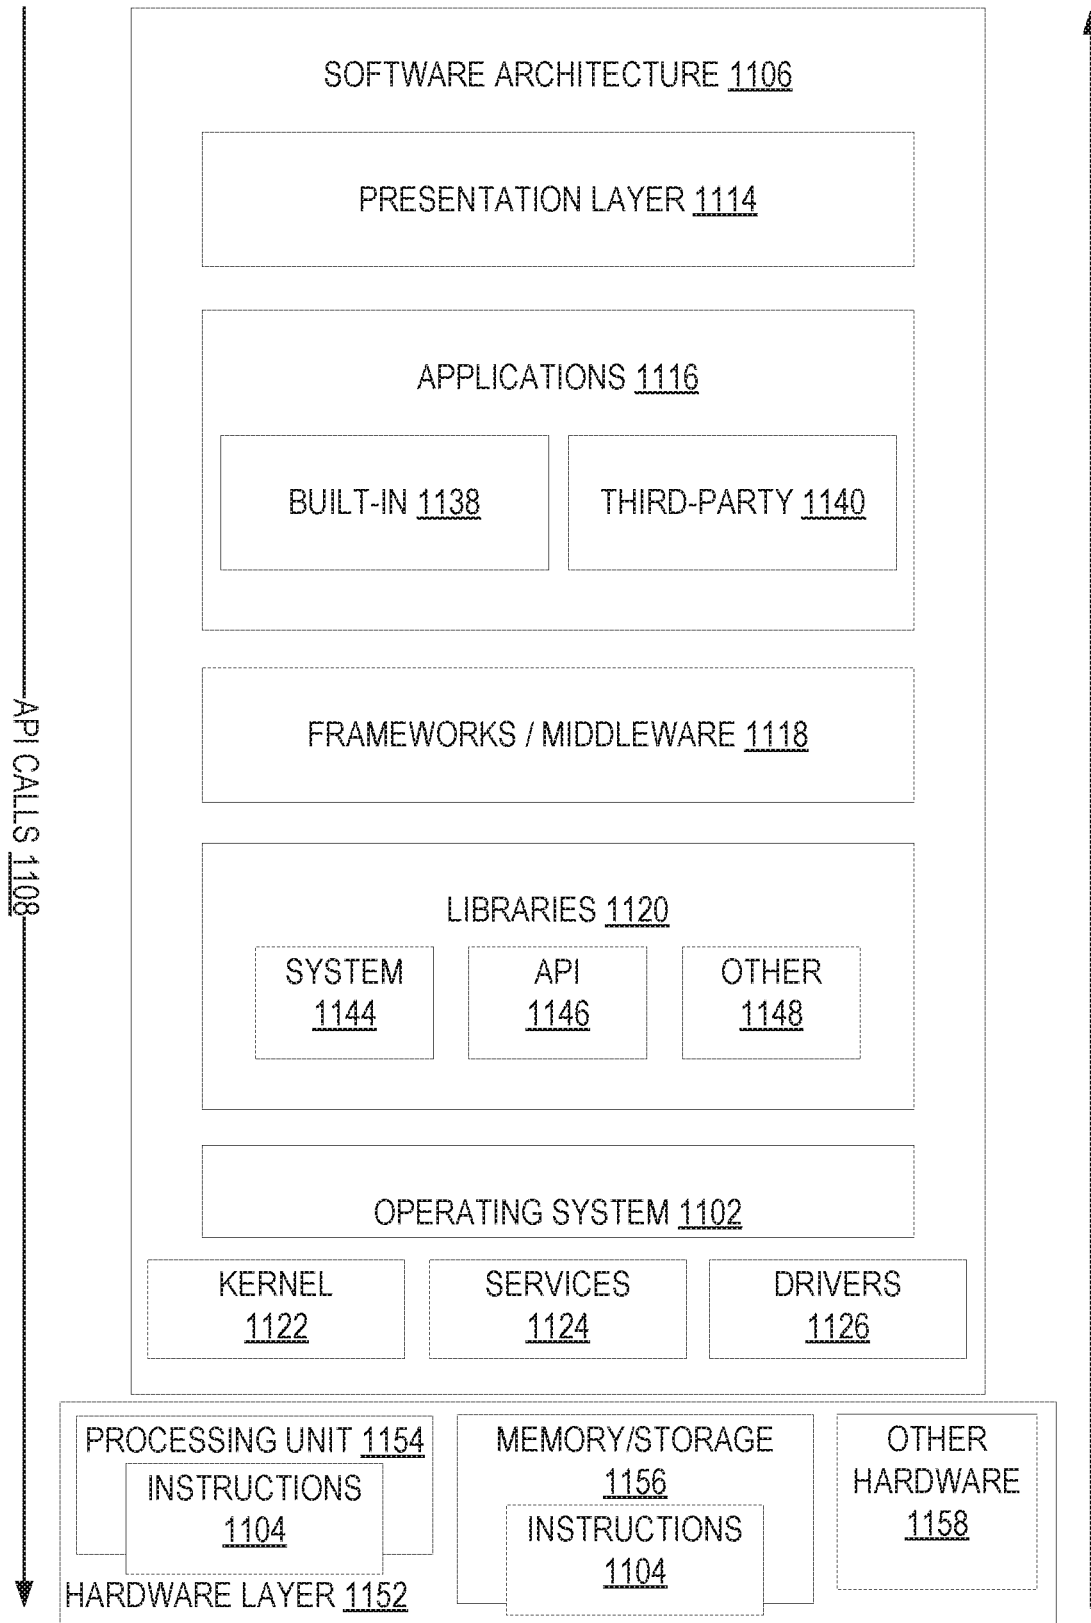 SOFTWARE ARCHITECTURE 1106
PRESENTATION LAYER 1114
APPLICATIONS 1116
BUILT-IN 1138
THIRD-PARTY 1140
FRAMEWORKS / MIDDLEWARE 1118
LIBRARIES 1120
SYSTEM
1144
API
1146
OTHER
1148
OPERATING SYSTEM 1102
KERNEL
1122
SERVICES
1124
DRIVERS
1126
PROCESSING UNIT 1154
INSTRUCTIONS
1104
MEMORY/STORAGE
1156
INSTRUCTIONS
1104
OTHER
HARDWARE
1158
HARDWARE LAYER 1152
API CALLS 1108